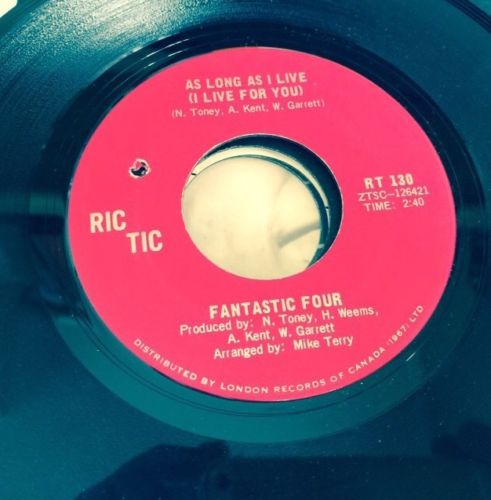 AS LONG AS I LIVE
(I LIVE FOR YOU)
(N. Toney, A. Kent, W. Garrett)
RT 130
ZTSC-126421
TIME: 2:40
RIC
TIC
FANTASTIC FOUR
Produced by: N. Toney, H. Weems,
A. Kent, W. Garrett
Arranged by: Mike Terry
DISTRIBUTED BY LONDON RECORDS OF CANADA (1967) LTD.